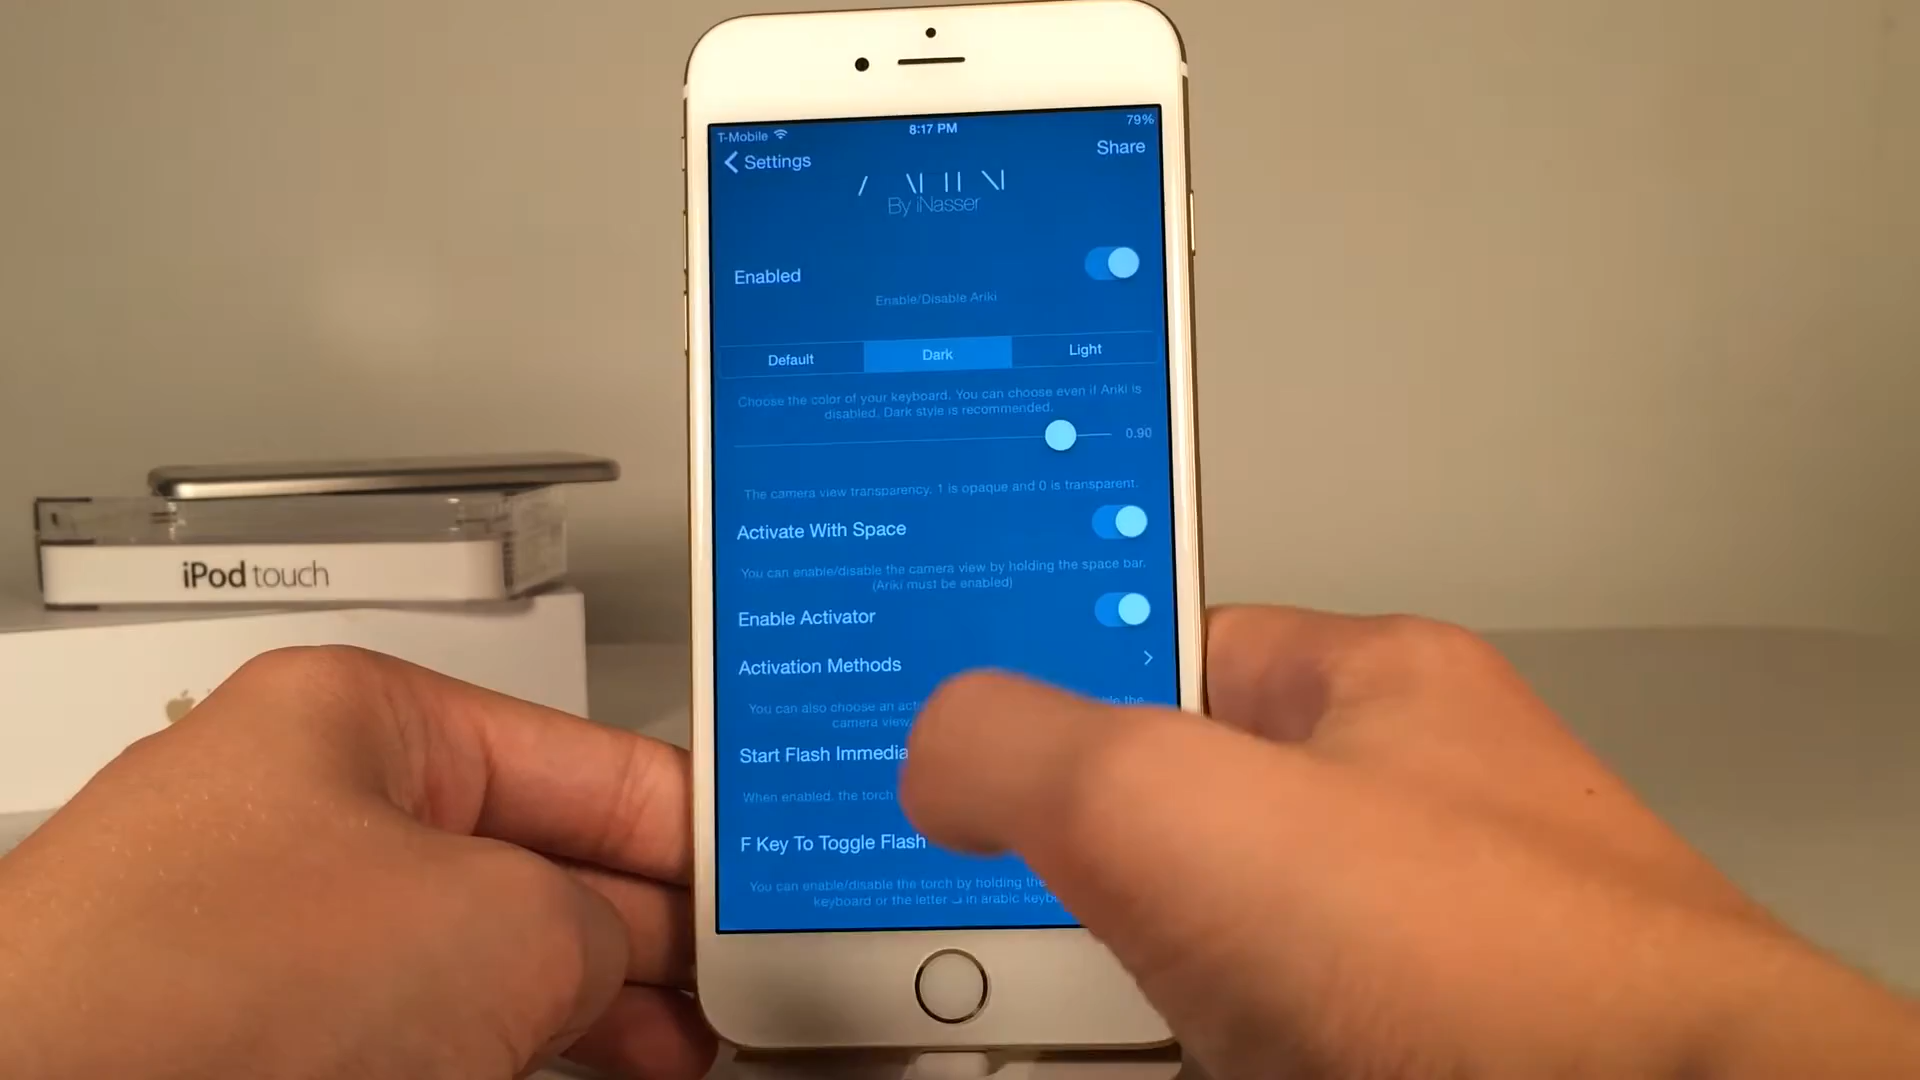 T-Mobile 8:17 PM 79%
Settings Share
By iNasser
Enabled
Enable/Disable Ariki
Default Dark Light
Choose the color of your keyboard. You can choose even if Ariki is
disabled. Dark style is recommended.
0.90
The camera view transparency. 1 is opaque and 0 is transparent.
Activate With Space
You can enable/disable the camera view by holding the space bar.
(Ariki must be enabled)
Enable Activator
Activation Methods
You can also choose an the
camera view
Start Flash
When enabled, the torch
F Key To Toggle Flash
You can enable/disable the torch by holding the
keyboard or the letter ف in arabic
iPod touch